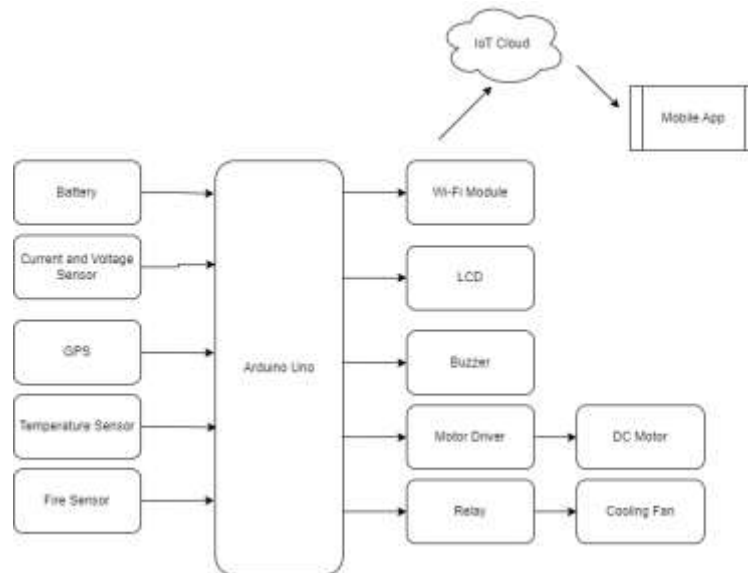 IoT Cloud
Mobile App
Battery
Wi-Fi Module
Current and Voltage
Sensor
LCD
GPS
Arduino Uno
Buzzer
Temperature Sensor
Motor Driver
DC Motor
Fire Sensor
Relay
Cooling Fan